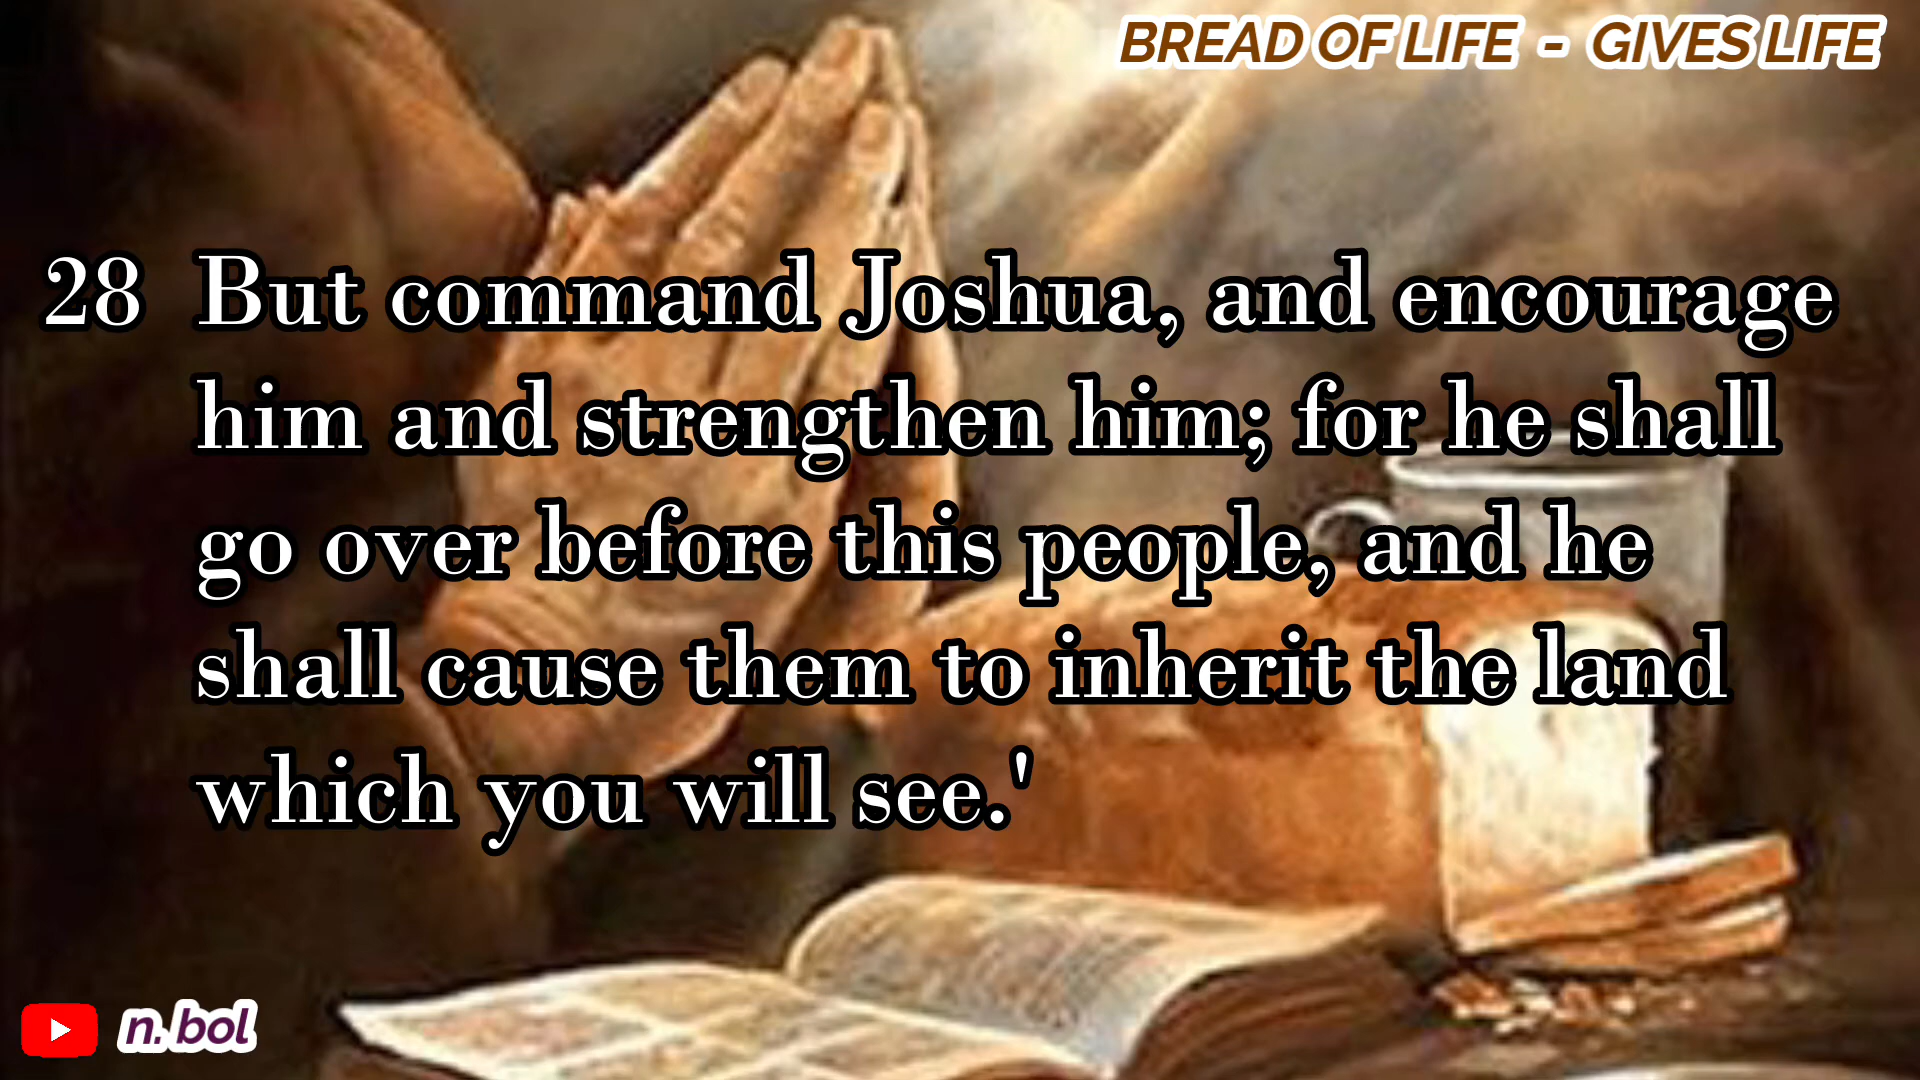 BREAD OF LIFE - GIVES LIFE
28 But command Joshua, and encourage
him and strengthen him; for he shall
go over before this people, and he
shall cause them to inherit the land
which you will see.'
n.bol